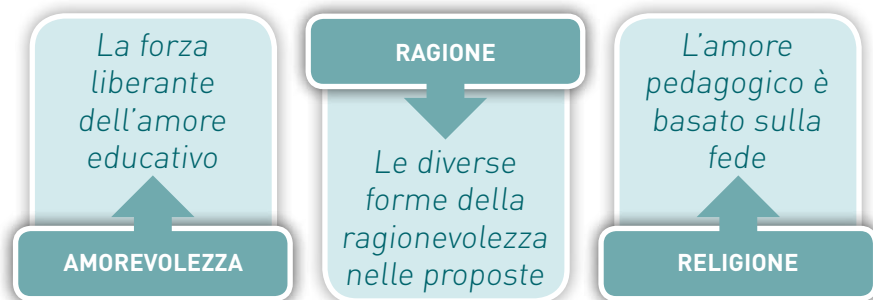 La forza
liberante
dell’amore
educativo
AMOREVOLEZZA
RAGIONE
Le diverse
forme della
ragionevolezza
nelle proposte
L’amore
pedagogico è
basato sulla
fede
RELIGIONE